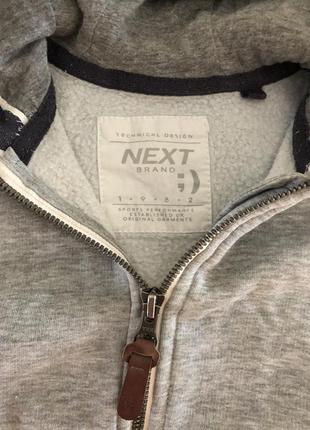 TECHNICAL DESIGN
NEXT
BRAND
;)
1 - 9 - 8 - 2
SPORTS PERFORMANCE
ESTABLISHED UK
ORIGINAL GARMENTS